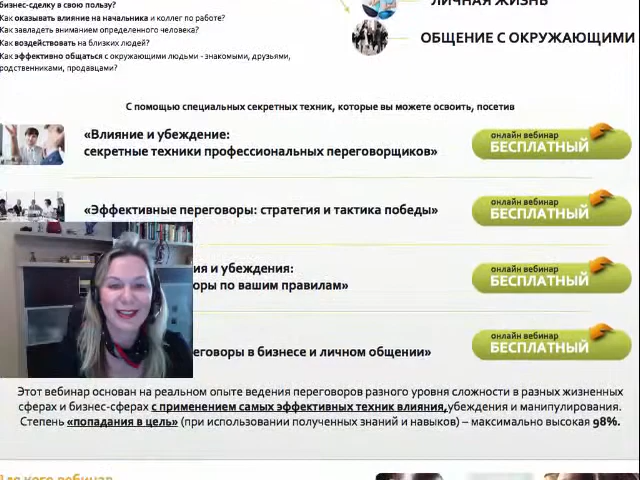 бизнес-сделку в свою пользу?
Как оказывать влияние на начальника и коллег по работе?
Как завладеть вниманием определенного человека?
Как воздействовать на близких людей?
Как эффективно общаться с окружающими людьми - знакомыми, друзьями,
родственниками, продавцами?
ЛИЧНАЯ ЖИЗНЬ
ОБЩЕНИЕ С ОКРУЖАЮЩИМИ
С помощью специальных секретных техник, которые вы можете освоить, посетив
«Влияние и убеждение:
секретные техники профессиональных переговорщиков»
онлайн вебинар
БЕСПЛАТНЫЙ
«Эффективные переговоры: стратегия и тактика победы»
онлайн вебинар
БЕСПЛАТНЫЙ
ия и убеждения:
оры по вашим правилам»
онлайн вебинар
БЕСПЛАТНЫЙ
еговоры в бизнесе и личном общении»
онлайн вебинар
БЕСПЛАТНЫЙ
Этот вебинар основан на реальном опыте ведения переговоров разного уровня сложности в разных жизненных
сферах и бизнес-сферах с применением самых эффективных техник влияния, убеждения и манипулирования.
Степень «попадания в цель» (при использовании полученных знаний и навыков) – максимально высокая 98%.
Для кого вебинар